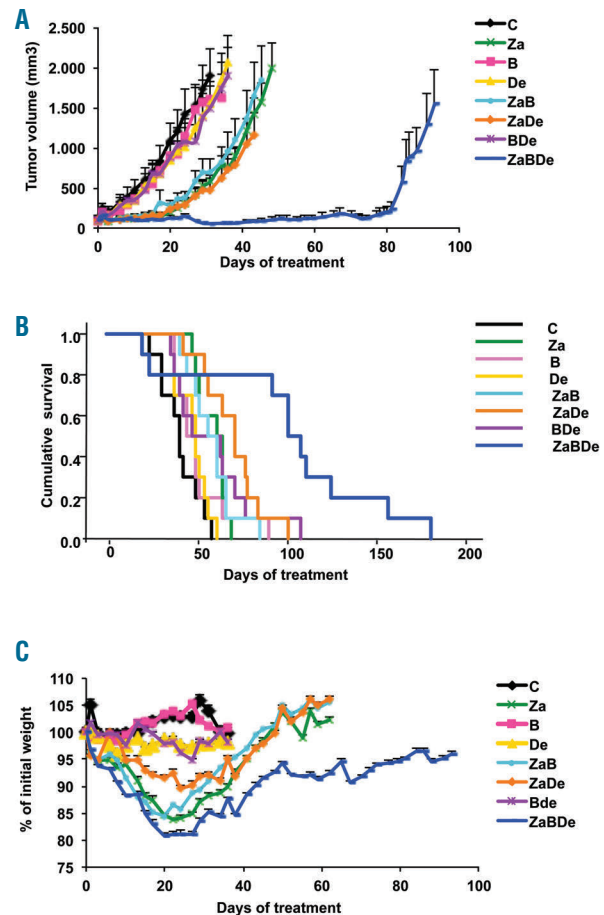 A
Tumor volume (mm3)
2.500
2.000
1.500
1.000
.500
0
0 20 40 60 80 100
Days of treatment
C
Za
B
De
ZaB
ZaDe
BDe
ZaBDe
B
Cumulative survival
1.0
0.8
0.6
0.4
0.2
0.0
0 50 100 150 200
Days of treatment
C
Za
B
De
ZaB
ZaDe
BDe
ZaBDe
C
% of initial weight
110
105
100
95
90
85
80
75
0 20 40 60 80 100
Days of treatment
C
Za
B
De
ZaB
ZaDe
Bde
ZaBDe